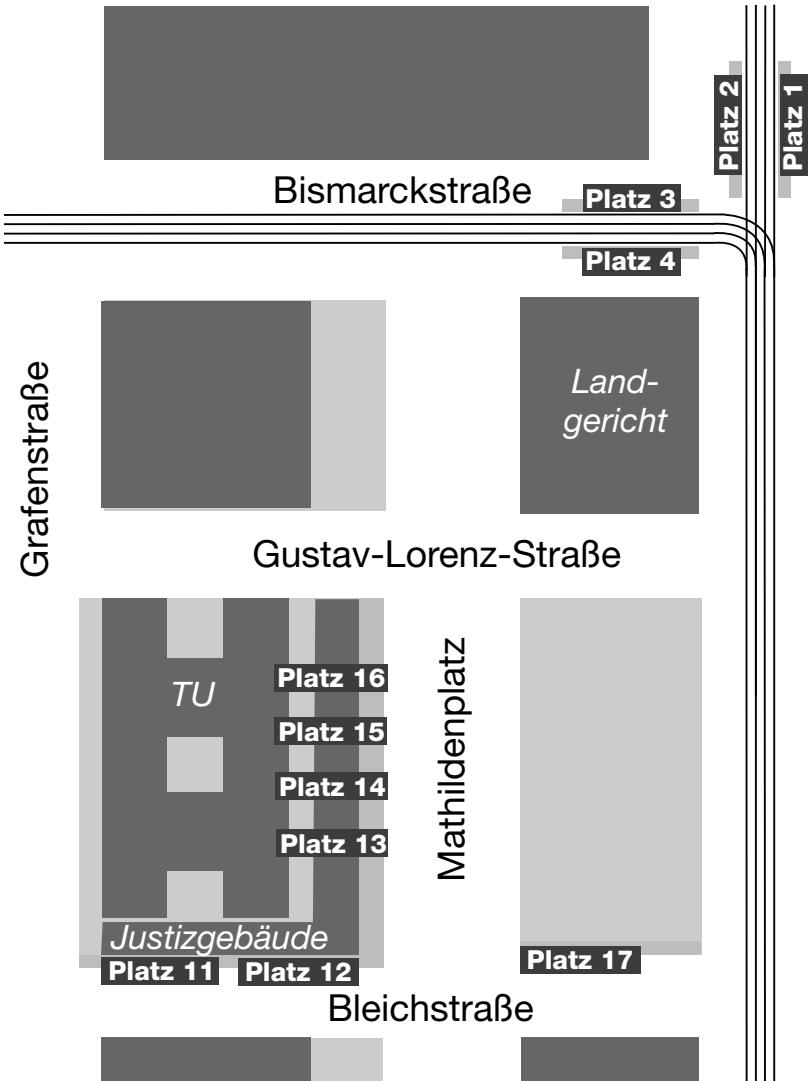 Platz 2
Platz 1
Bismarckstraße
Platz 3
Platz 4
Land-
gericht
Grafenstraße
Gustav-Lorenz-Straße
TU
Platz 16
Platz 15
Platz 14
Platz 13
Mathildenplatz
Justizgebäude
Platz 11
Platz 12
Platz 17
Bleichstraße